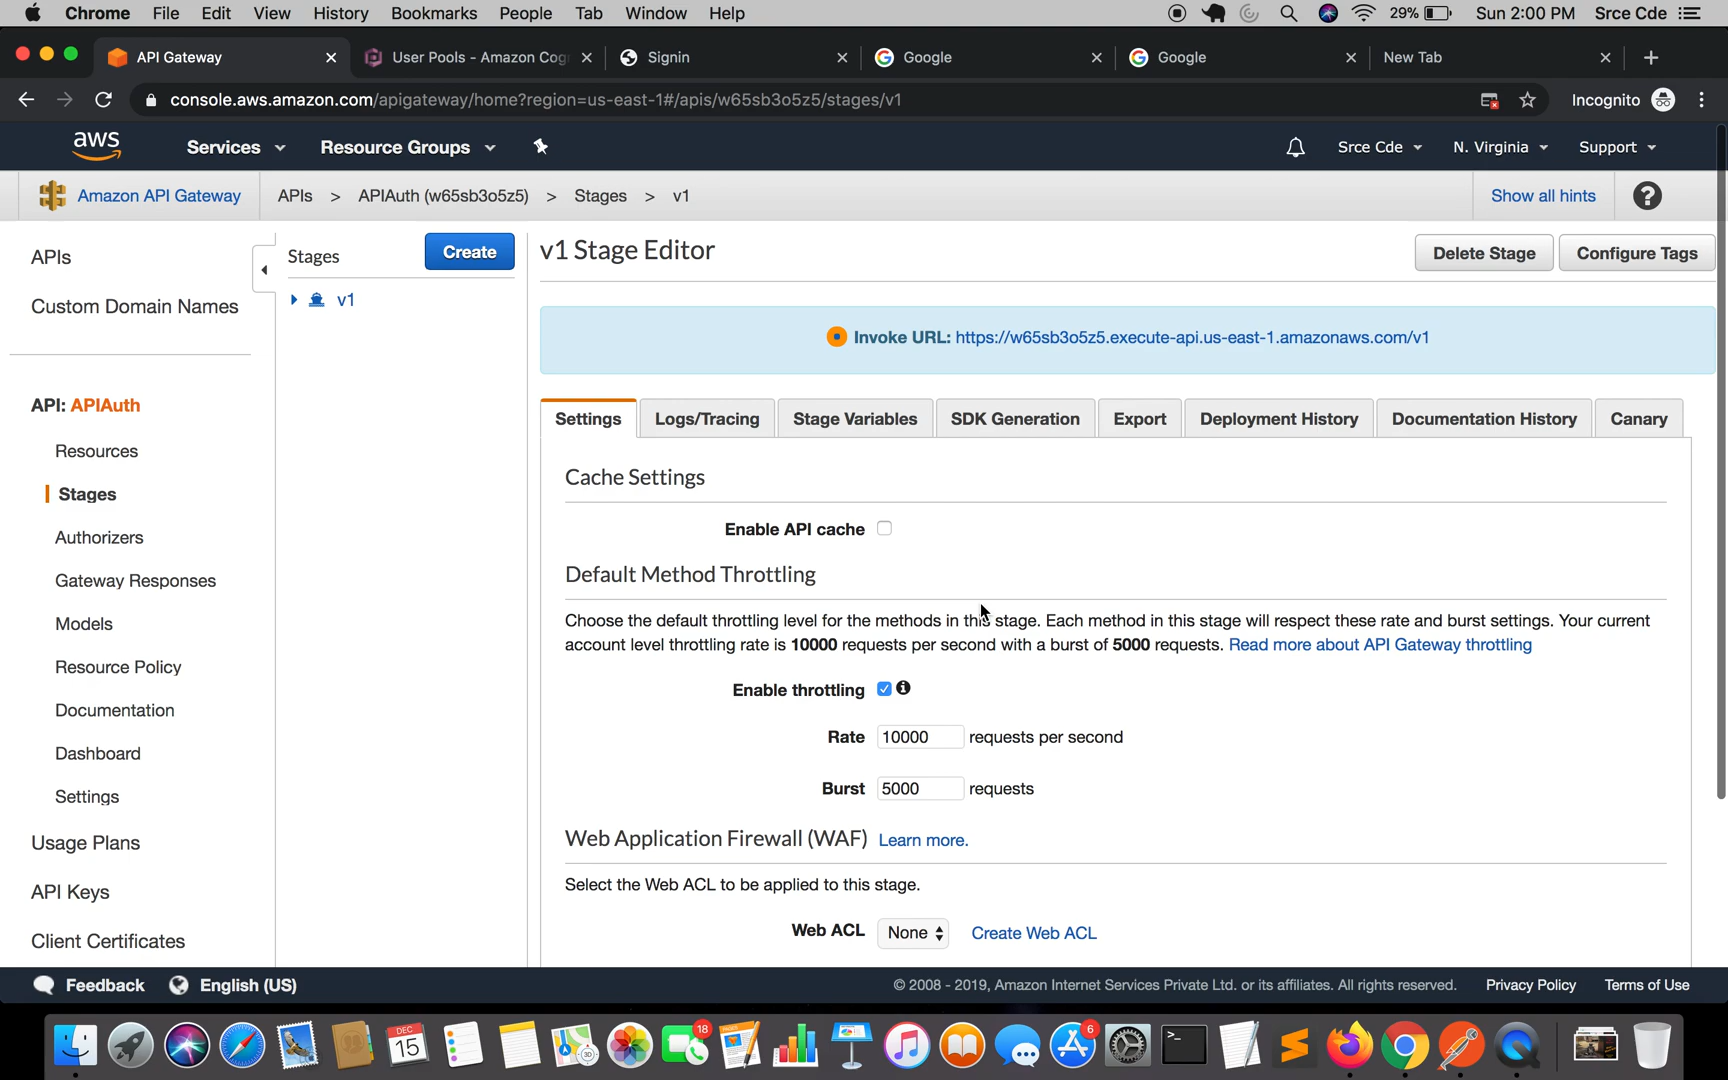 Chrome File Edit View History Bookmarks People Tab Window Help 29% Sun 2:00 PM Srce Cde
API Gateway User Pools - Amazon Cog Signin Google Google New Tab
console.aws.amazon.com/apigateway/home?region=us-east-1#/apis/w65sb3o5z5/stages/v1 Incognito
aws Services Resource Groups Srce Cde N. Virginia Support
Amazon API Gateway APIs > APIAuth (w65sb3o5z5) > Stages > v1 Show all hints ?
APIs
Custom Domain Names
API: APIAuth
Resources
Stages
Authorizers
Gateway Responses
Models
Resource Policy
Documentation
Dashboard
Settings
Usage Plans
API Keys
Client Certificates
Stages Create
v1
v1 Stage Editor Delete Stage Configure Tags
Invoke URL: https://w65sb3o5z5.execute-api.us-east-1.amazonaws.com/v1
Settings Logs/Tracing Stage Variables SDK Generation Export Deployment History Documentation History Canary
Cache Settings
Enable API cache
Default Method Throttling
Choose the default throttling level for the methods in this stage. Each method in this stage will respect these rate and burst settings. Your current
account level throttling rate is 10000 requests per second with a burst of 5000 requests. Read more about API Gateway throttling
Enable throttling
Rate 10000 requests per second
Burst 5000 requests
Web Application Firewall (WAF) Learn more.
Select the Web ACL to be applied to this stage.
Web ACL None Create Web ACL
Feedback English (US) © 2008 - 2019, Amazon Internet Services Private Ltd. or its affiliates. All rights reserved. Privacy Policy Terms of Use
DEC
15
18
6